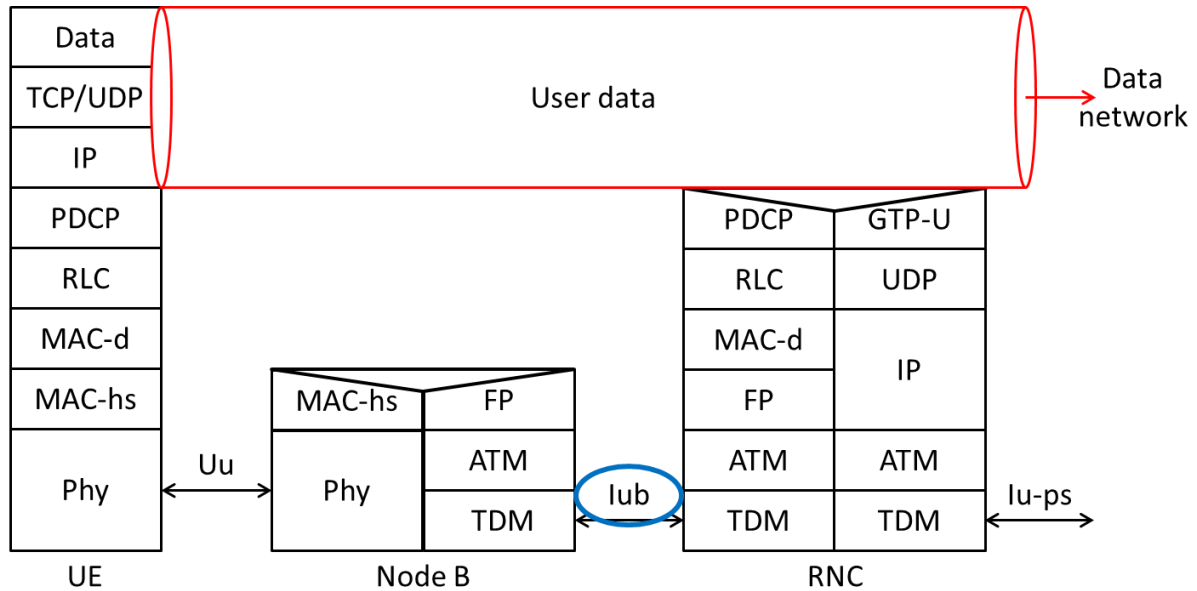 Data
TCP/UDP
IP
PDCP
RLC
MAC-d
MAC-hs
Phy
UE
User data
Data
network
Uu
MAC-hs
FP
Phy
ATM
TDM
Node B
Iub
PDCP
GTP-U
RLC
UDP
MAC-d
IP
FP
ATM
ATM
TDM
TDM
RNC
Iu-ps